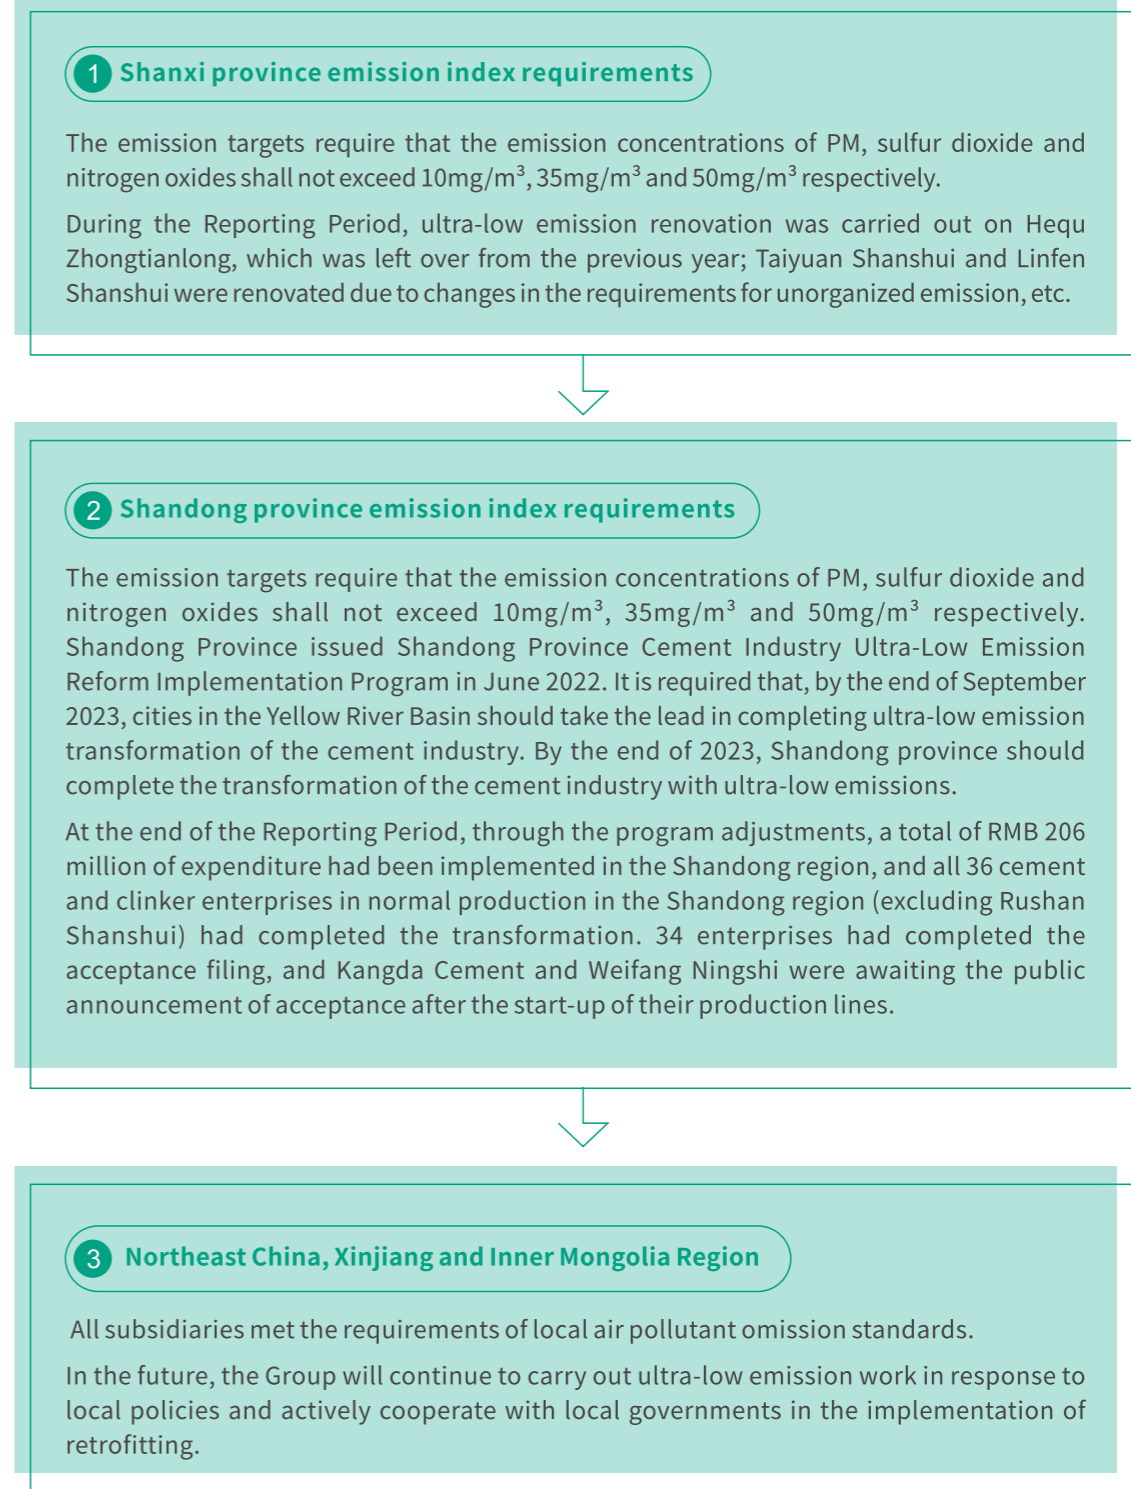 1 Shanxi province emission index requirements
The emission targets require that the emission concentrations of PM, sulfur dioxide and
nitrogen oxides shall not exceed 10mg/m³, 35mg/m³ and 50mg/m³ respectively.
During the Reporting Period, ultra-low emission renovation was carried out on Hequ
Zhongtianlong, which was left over from the previous year; Taiyuan Shanshui and Linfen
Shanshui were renovated due to changes in the requirements for unorganized emission, etc.
2 Shandong province emission index requirements
The emission targets require that the emission concentrations of PM, sulfur dioxide and
nitrogen oxides shall not exceed 10mg/m³, 35mg/m³ and 50mg/m³ respectively.
Shandong Province issued Shandong Province Cement Industry Ultra-Low Emission
Reform Implementation Program in June 2022. It is required that, by the end of September
2023, cities in the Yellow River Basin should take the lead in completing ultra-low emission
transformation of the cement industry. By the end of 2023, Shandong province should
complete the transformation of the cement industry with ultra-low emissions.
At the end of the Reporting Period, through the program adjustments, a total of RMB 206
million of expenditure had been implemented in the Shandong region, and all 36 cement
and clinker enterprises in normal production in the Shandong region (excluding Rushan
Shanshui) had completed the transformation. 34 enterprises had completed the
acceptance filing, and Kangda Cement and Weifang Ningshi were awaiting the public
announcement of acceptance after the start-up of their production lines.
3 Northeast China, Xinjiang and Inner Mongolia Region
All subsidiaries met the requirements of local air pollutant omission standards.
In the future, the Group will continue to carry out ultra-low emission work in response to
local policies and actively cooperate with local governments in the implementation of
retrofitting.